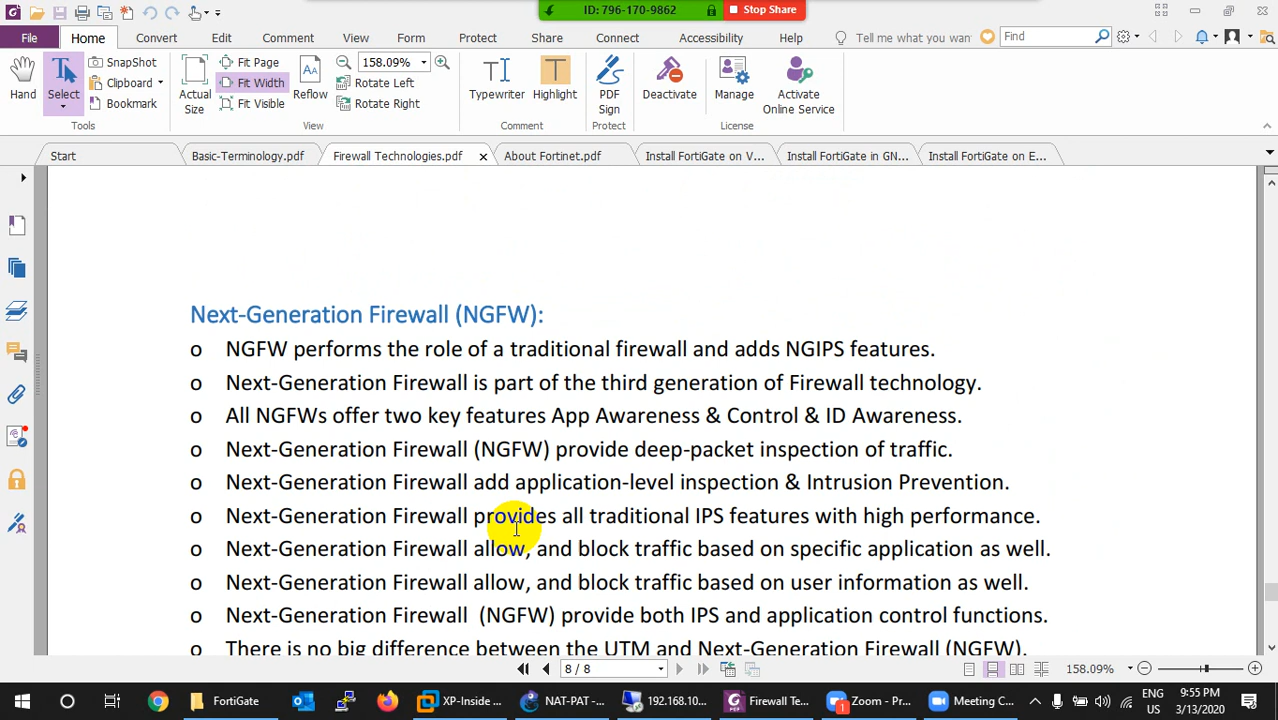 ID: 796-170-9862 Stop Share
File Home Convert Edit Comment View Form Protect Share Connect Accessibility Help Tell me what you want Find
Hand
Select
SnapShot
Clipboard
Bookmark
Tools
Actual Size
Fit Page
Fit Width
Fit Visible
Reflow
158.09%
Rotate Left
Rotate Right
View
Typewriter
Highlight
Comment
PDF Sign
Protect
Deactivate
Manage
Activate Online Service
License
Start Basic-Terminology.pdf Firewall Technologies.pdf About Fortinet.pdf Install FortiGate on V... Install FortiGate in GN... Install FortiGate on E...
Next-Generation Firewall (NGFW):
o NGFW performs the role of a traditional firewall and adds NGIPS features.
o Next-Generation Firewall is part of the third generation of Firewall technology.
o All NGFWs offer two key features App Awareness & Control & ID Awareness.
o Next-Generation Firewall (NGFW) provide deep-packet inspection of traffic.
o Next-Generation Firewall add application-level inspection & Intrusion Prevention.
o Next-Generation Firewall provides all traditional IPS features with high performance.
o Next-Generation Firewall allow, and block traffic based on specific application as well.
o Next-Generation Firewall allow, and block traffic based on user information as well.
o Next-Generation Firewall (NGFW) provide both IPS and application control functions.
o There is no big difference between the UTM and Next-Generation Firewall (NGFW).
8 / 8 158.09%
FortiGate XP-Inside ... NAT-PAT -... 192.168.10... Firewall Te... Zoom - Pr... Meeting C...
ENG
US
9:55 PM
3/13/2020